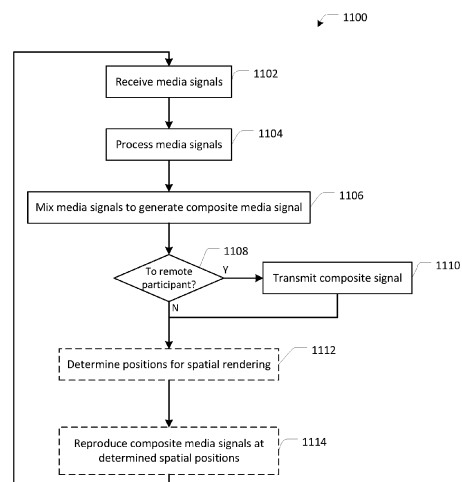 1100
Receive media signals
1102
Process media signals
1104
Mix media signals to generate composite media signal
1106
To remote
participant?
1108
Y
N
Transmit composite signal
1110
Determine positions for spatial rendering
1112
Reproduce composite media signals at
determined spatial positions
1114